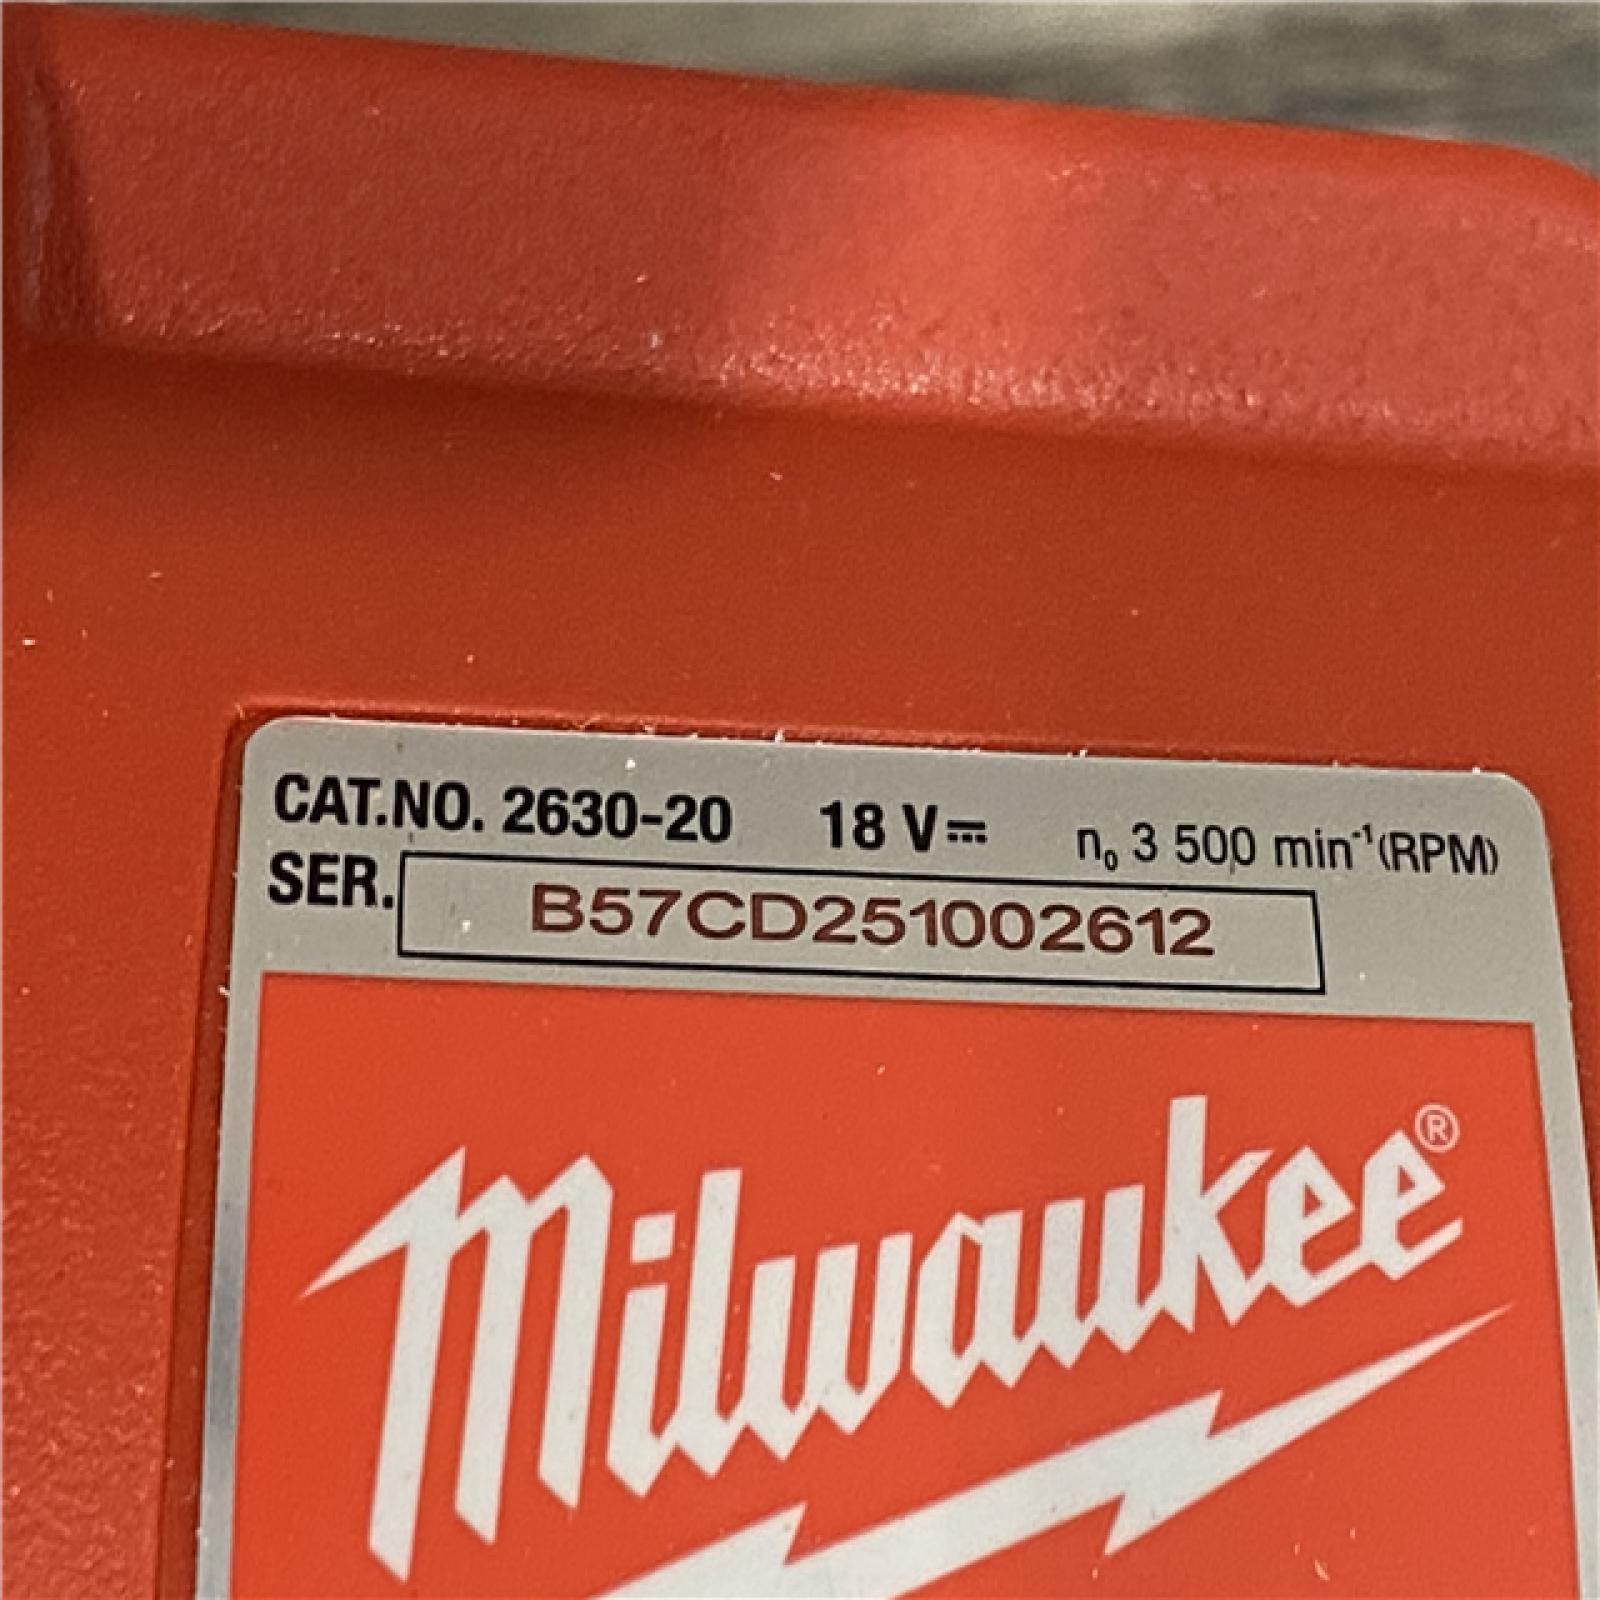 CAT.NO. 2630-20 18 V⎓ n₀ 3 500 min⁻¹(RPM)
SER. B57CD251002612
Milwaukee®